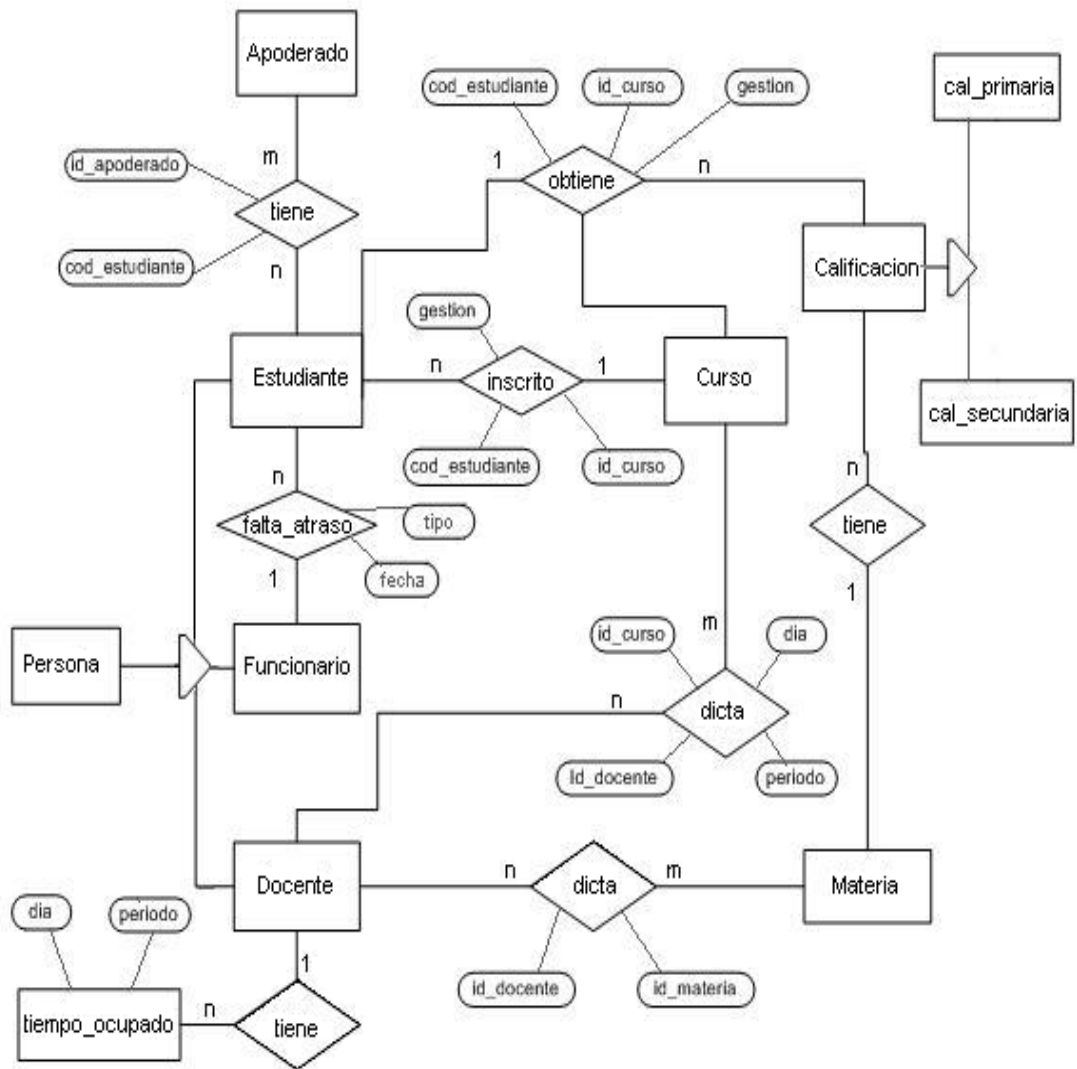 Apoderado
cod_estudiante
id_curso
gestion
cal_primaria
m
id_apoderado
1
obtiene
n
tiene
cod_estudiante
n
Calificacion
gestion
Estudiante
n
inscrito
1
Curso
cal_secundaria
cod_estudiante
id_curso
n
n
falta_atraso
tipo
tiene
fecha
1
1
id_curso
m
dia
Persona
Funcionario
n
dicta
Id_docente
periodo
Docente
n
dicta
m
Materia
dia
periodo
1
id_docente
id_materia
tiempo_ocupado
n
tiene